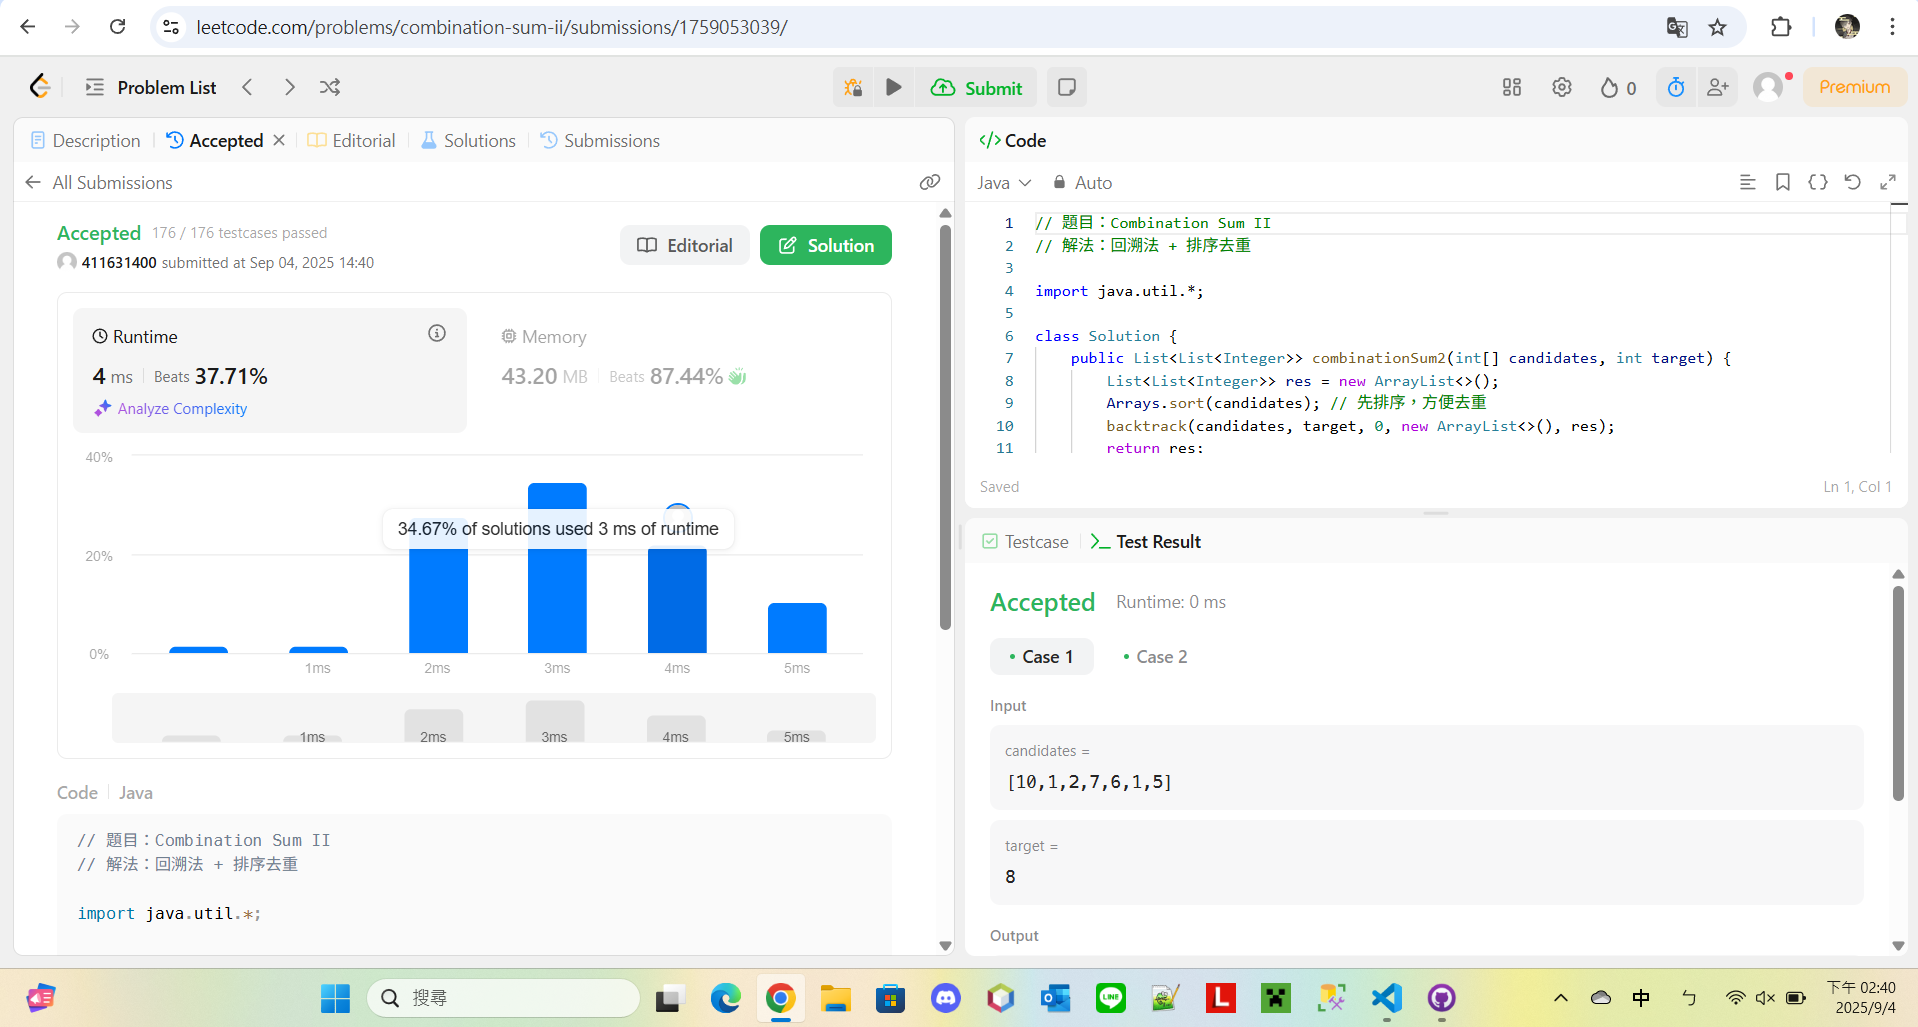 leetcode.com/problems/combination-sum-ii/submissions/1759053039/
Problem List
Submit
0
Premium
Description
Accepted
Editorial
Solutions
Submissions
All Submissions
Accepted 176 / 176 testcases passed
411631400 submitted at Sep 04, 2025 14:40
Editorial
Solution
Runtime
4 ms Beats 37.71%
Analyze Complexity
Memory
43.20 MB Beats 87.44%
40%
20%
0%
34.67% of solutions used 3 ms of runtime
1ms 2ms 3ms 4ms 5ms
1ms 2ms 3ms 4ms 5ms
Code Java
// 題目：Combination Sum II
// 解法：回溯法 + 排序去重
import java.util.*;
</> Code
Java Auto
1 // 題目：Combination Sum II
2 // 解法：回溯法 + 排序去重
3
4 import java.util.*;
5
6 class Solution {
7 public List<List<Integer>> combinationSum2(int[] candidates, int target) {
8 List<List<Integer>> res = new ArrayList<>();
9 Arrays.sort(candidates); // 先排序，方便去重
10 backtrack(candidates, target, 0, new ArrayList<>(), res);
11 return res;
Saved
Ln 1, Col 1
Testcase
Test Result
Accepted Runtime: 0 ms
Case 1
Case 2
Input
candidates =
[10,1,2,7,6,1,5]
target =
8
Output
搜尋
LINE
L
中
ㄅ
下午 02:40
2025/9/4